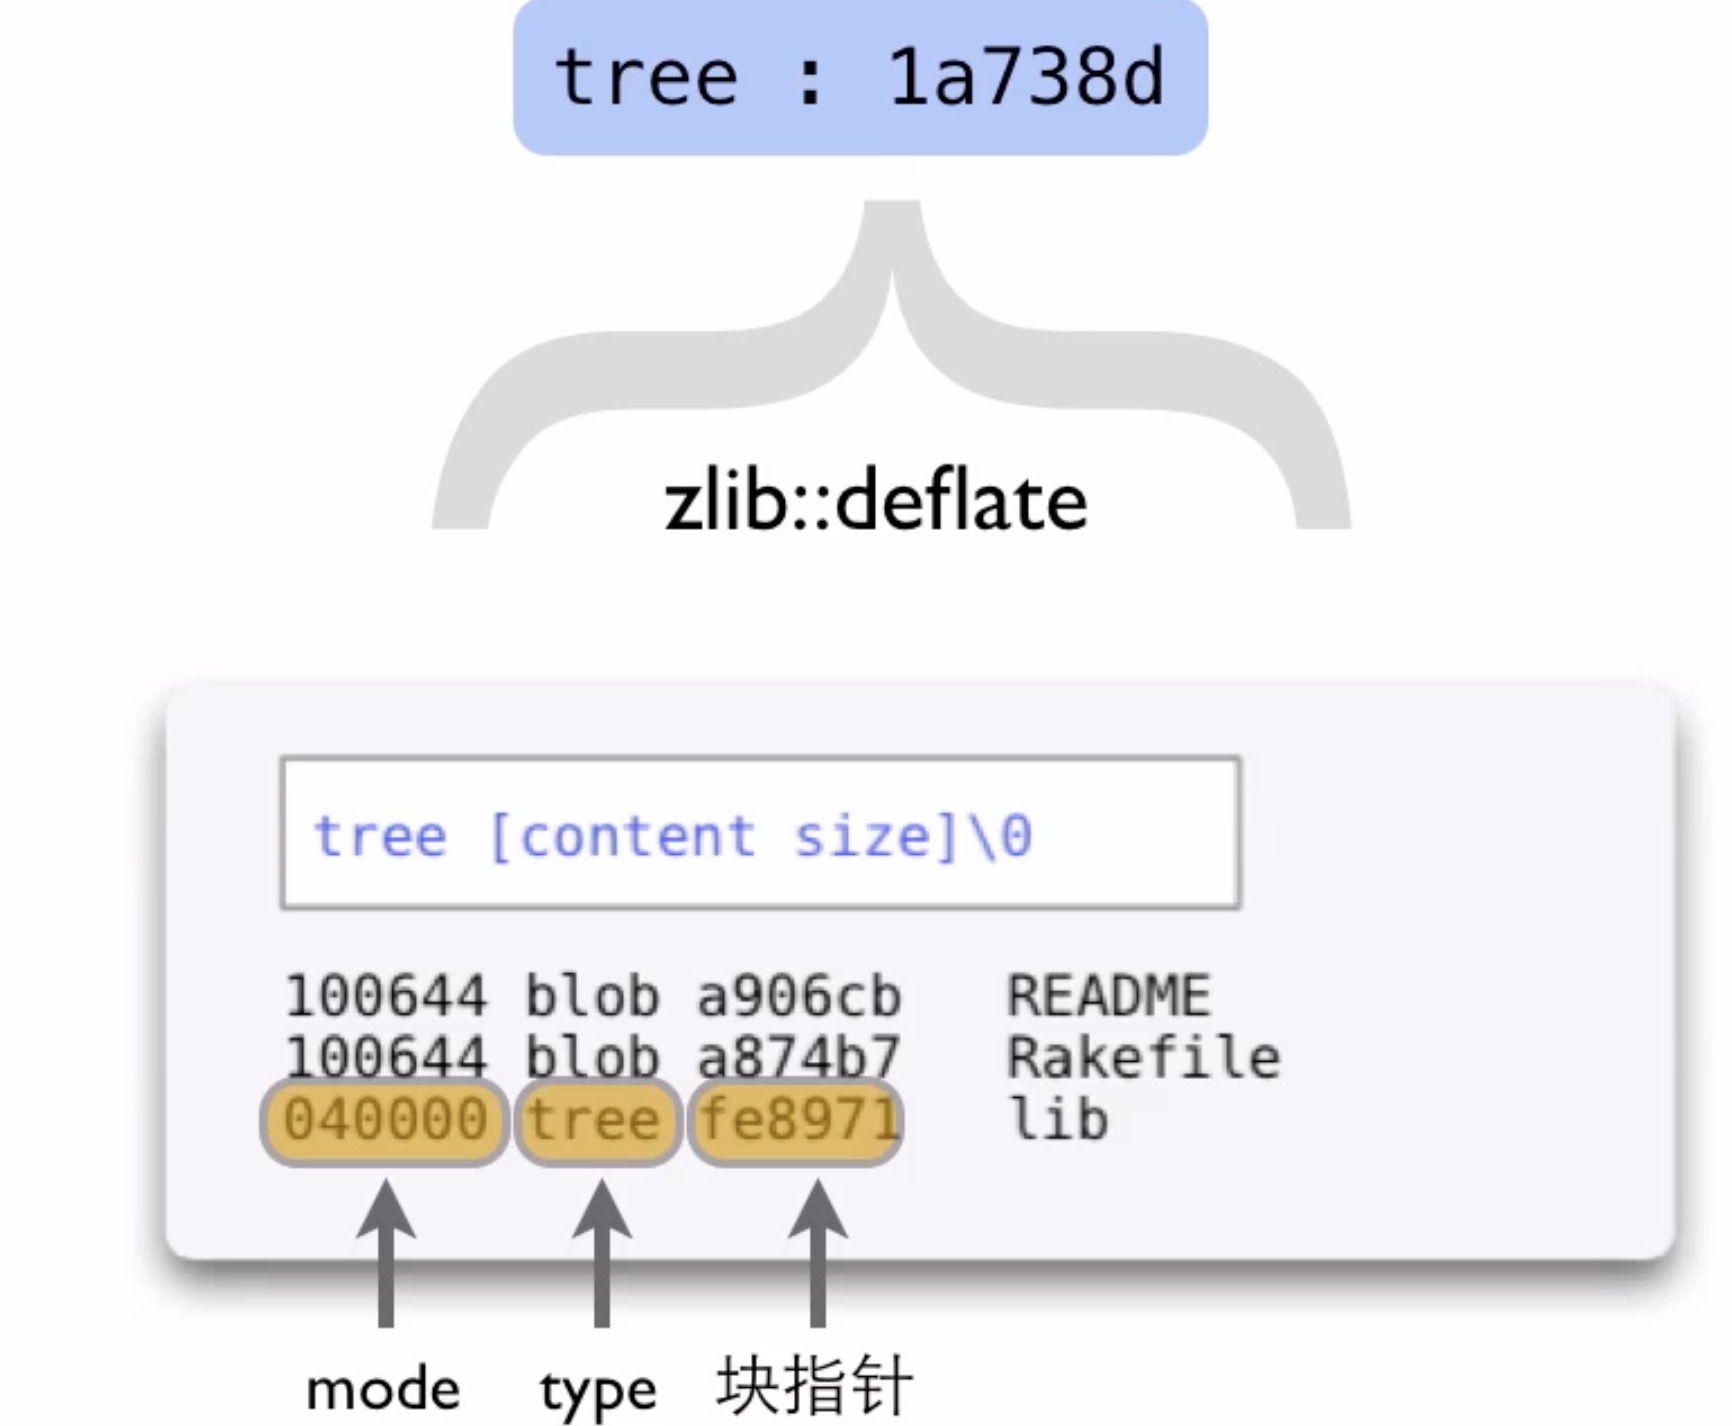 tree : 1a738d
zlib::deflate
tree [content size]\0
100644 blob a906cb README
100644 blob a874b7 Rakefile
040000 tree fe8971 lib
mode type 块指针